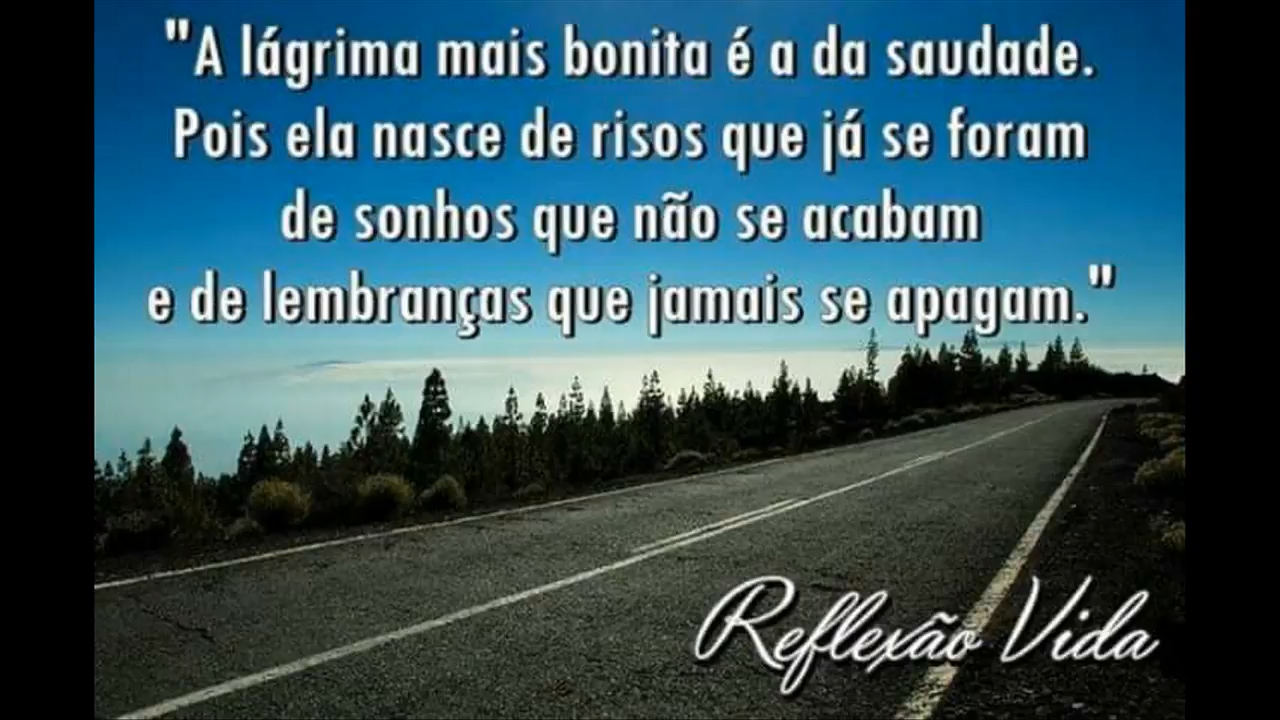 "A lágrima mais bonita é a da saudade.
Pois ela nasce de risos que já se foram
de sonhos que não se acabam
e de lembranças que jamais se apagam."
Reflexão Vida